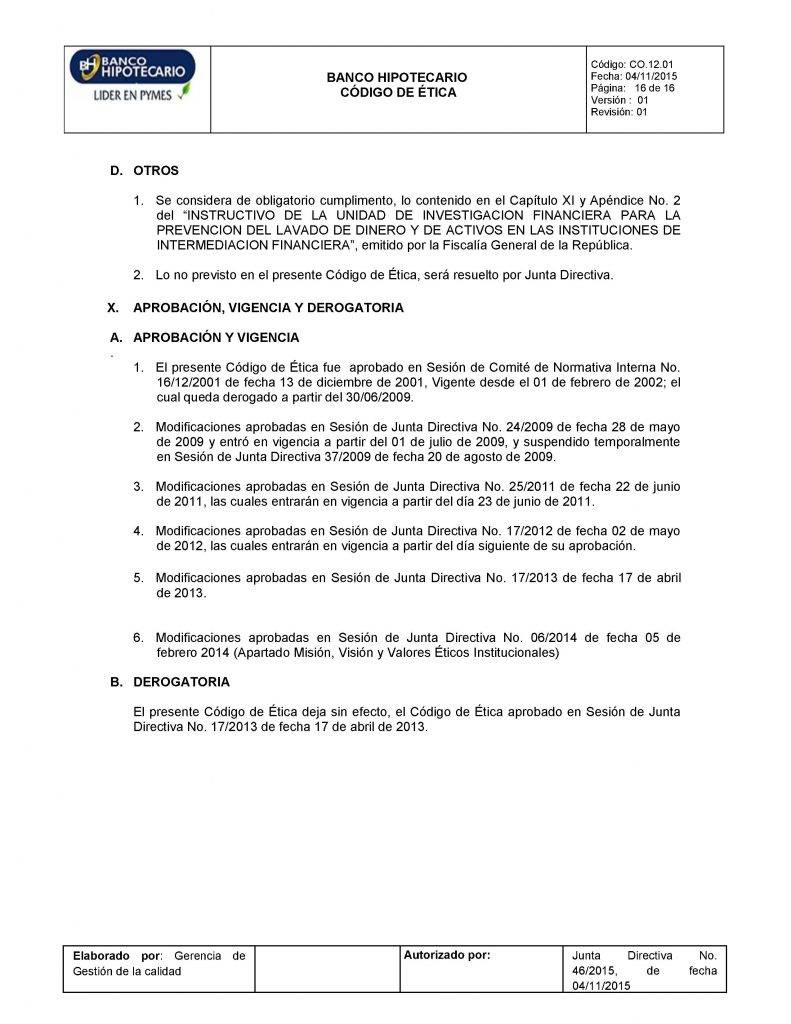 BANCO
HIPOTECARIO
LIDER EN PYMES
BANCO HIPOTECARIO
CÓDIGO DE ÉTICA
Código: CO.12.01
Fecha: 04/11/2015
Página: 16 de 16
Versión : 01
Revisión: 01
D. OTROS
1. Se considera de obligatorio cumplimento, lo contenido en el Capítulo XI y Apéndice No. 2
del “INSTRUCTIVO DE LA UNIDAD DE INVESTIGACION FINANCIERA PARA LA
PREVENCION DEL LAVADO DE DINERO Y DE ACTIVOS EN LAS INSTITUCIONES DE
INTERMEDIACION FINANCIERA”, emitido por la Fiscalía General de la República.
2. Lo no previsto en el presente Código de Ética, será resuelto por Junta Directiva.
X. APROBACIÓN, VIGENCIA Y DEROGATORIA
A. APROBACIÓN Y VIGENCIA
.
1. El presente Código de Ética fue aprobado en Sesión de Comité de Normativa Interna No.
16/12/2001 de fecha 13 de diciembre de 2001, Vigente desde el 01 de febrero de 2002; el
cual queda derogado a partir del 30/06/2009.
2. Modificaciones aprobadas en Sesión de Junta Directiva No. 24/2009 de fecha 28 de mayo
de 2009 y entró en vigencia a partir del 01 de julio de 2009, y suspendido temporalmente
en Sesión de Junta Directiva 37/2009 de fecha 20 de agosto de 2009.
3. Modificaciones aprobadas en Sesión de Junta Directiva No. 25/2011 de fecha 22 de junio
de 2011, las cuales entrarán en vigencia a partir del día 23 de junio de 2011.
4. Modificaciones aprobadas en Sesión de Junta Directiva No. 17/2012 de fecha 02 de mayo
de 2012, las cuales entrarán en vigencia a partir del día siguiente de su aprobación.
5. Modificaciones aprobadas en Sesión de Junta Directiva No. 17/2013 de fecha 17 de abril
de 2013.
6. Modificaciones aprobadas en Sesión de Junta Directiva No. 06/2014 de fecha 05 de
febrero 2014 (Apartado Misión, Visión y Valores Éticos Institucionales)
B. DEROGATORIA
El presente Código de Ética deja sin efecto, el Código de Ética aprobado en Sesión de Junta
Directiva No. 17/2013 de fecha 17 de abril de 2013.
Elaborado por: Gerencia de
Gestión de la calidad
Autorizado por:
Junta Directiva No.
46/2015, de fecha
04/11/2015